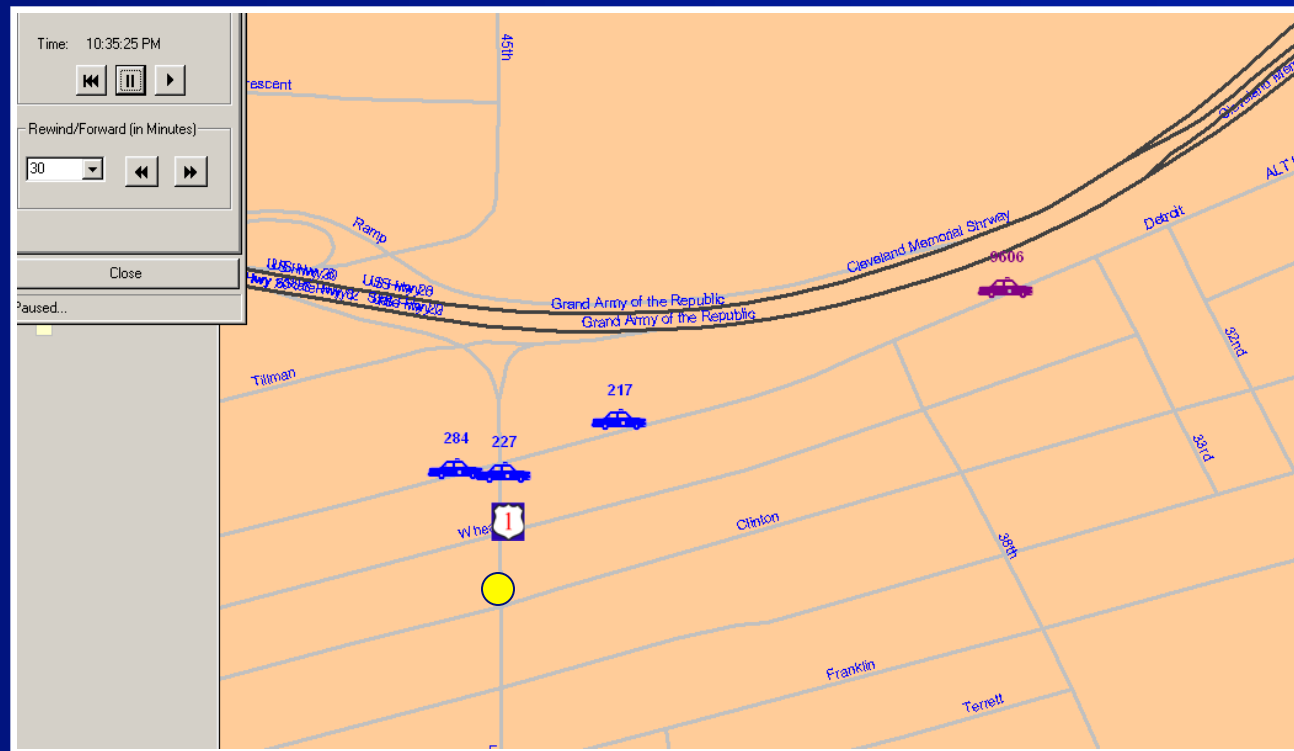 Time: 10:35:25 PM
Rewind/Forward (in Minutes)
30
Close
Paused...
45th
rescent
Ramp
Cleveland Memorial Shrway
Grand Army of the Republic
Grand Army of the Republic
Detroit
ALT
9606
32nd
33rd
Tillman
217
284
227
1
Whe
Clinton
38th
Franklin
Terrett